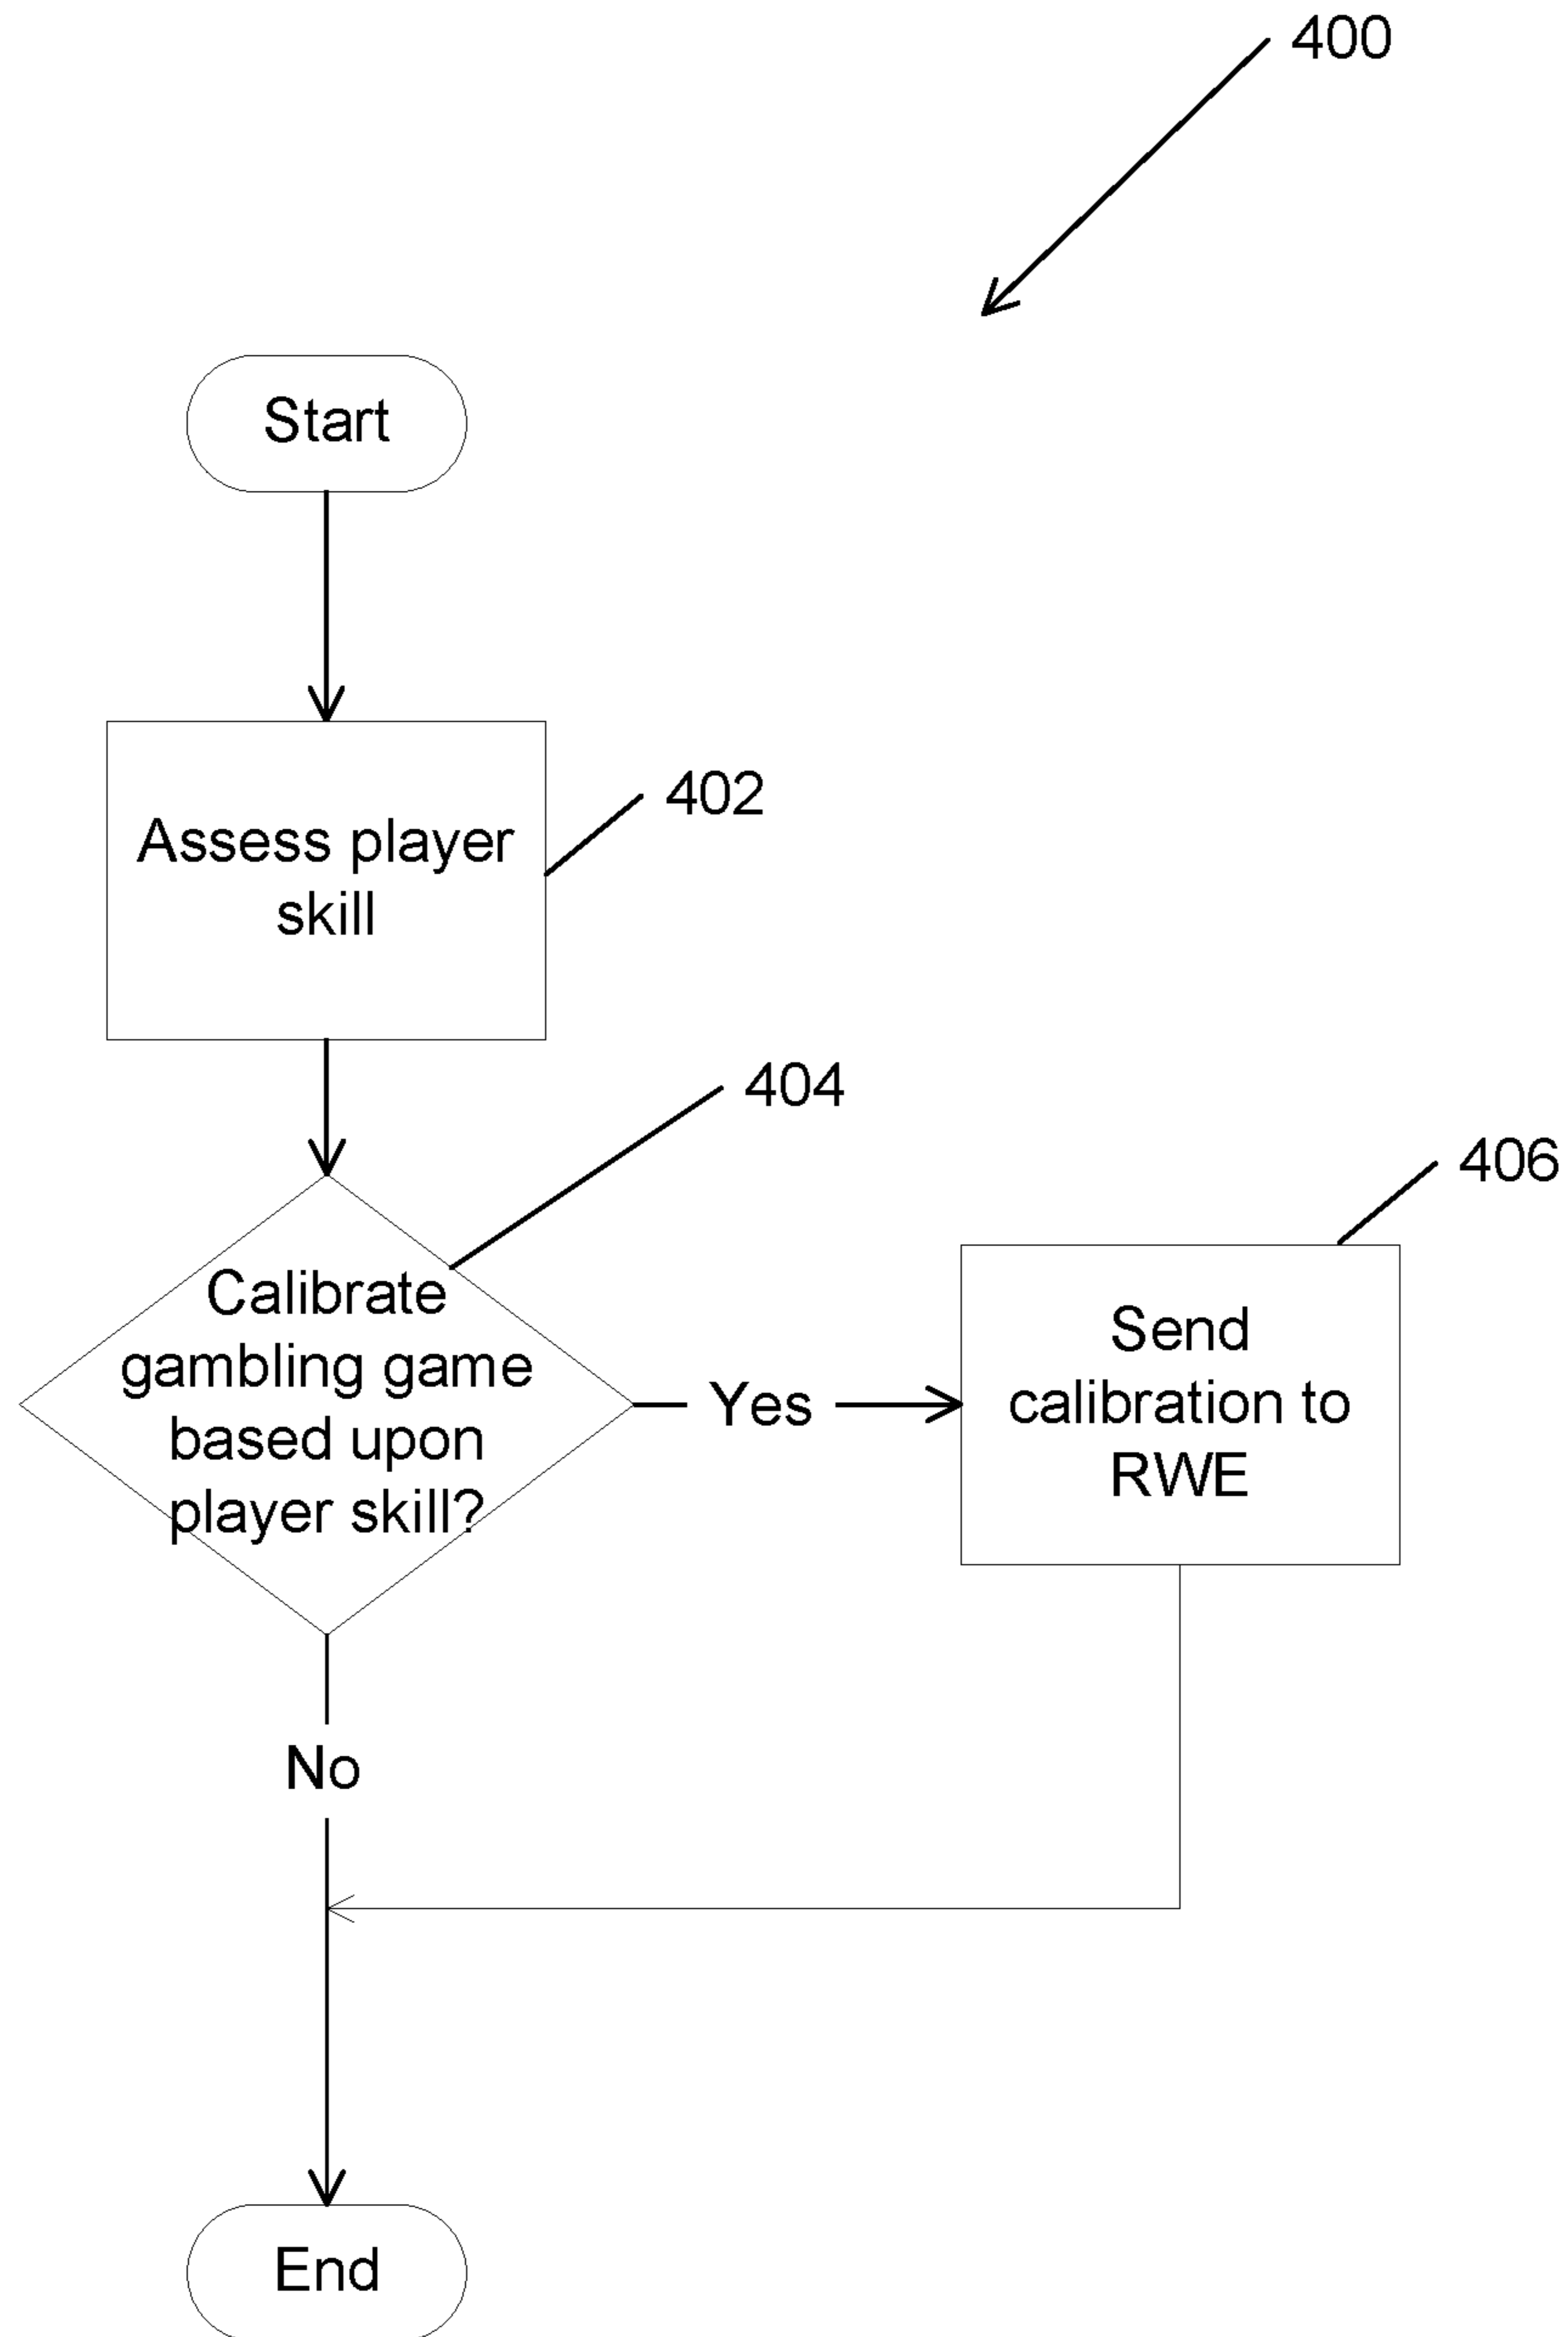 400
Start
402
Assess player
skill
404
406
Calibrate
gambling game
based upon
player skill?
Yes
Send
calibration to
RWE
No
End